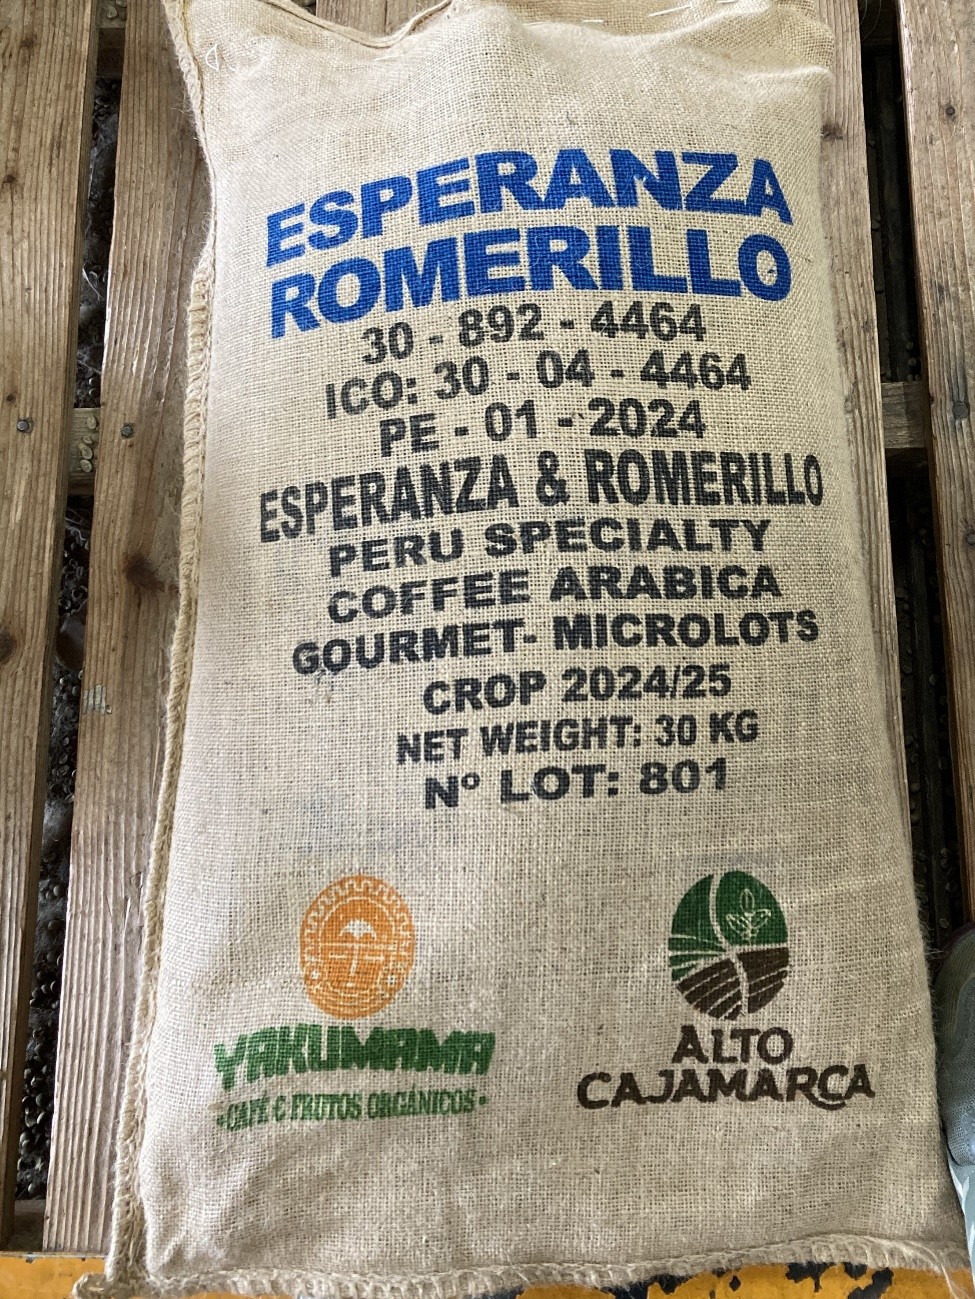 ESPERANZA
ROMERILLO
30 - 892 - 4464
ICO: 30 - 04 - 4464
PE - 01 - 2024
ESPERANZA & ROMERILLO
PERU SPECIALTY
COFFEE ARABICA
GOURMET- MICROLOTS
CROP 2024/25
NET WEIGHT: 30 KG
Nº LOT: 801
YAKUMAMA
·CAFÉ & FRUTOS ORGÁNICOS·
ALTO
CAJAMARCA